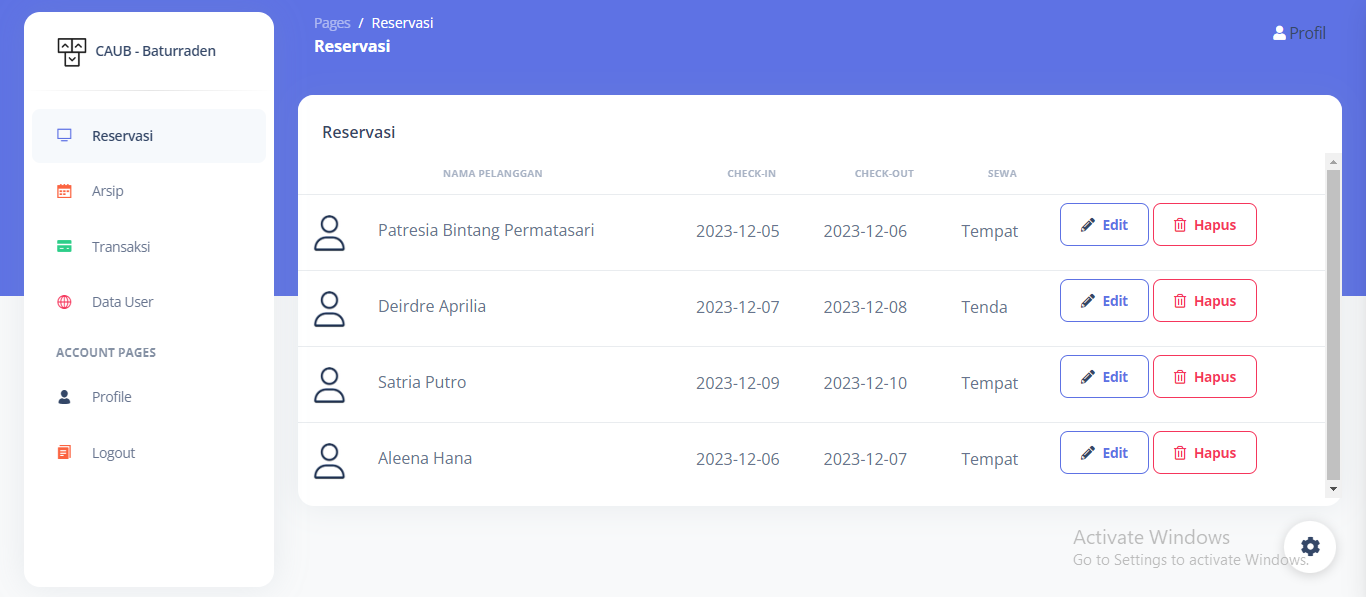 CAUB - Baturraden
Reservasi
Arsip
Transaksi
Data User
ACCOUNT PAGES
Profile
Logout
Pages / Reservasi
Reservasi
Profil
Reservasi
NAMA PELANGGAN CHECK-IN CHECK-OUT SEWA
Patresia Bintang Permatasari 2023-12-05 2023-12-06 Tempat Edit Hapus
Deirdre Aprilia 2023-12-07 2023-12-08 Tenda Edit Hapus
Satria Putro 2023-12-09 2023-12-10 Tempat Edit Hapus
Aleena Hana 2023-12-06 2023-12-07 Tempat Edit Hapus
Activate Windows
Go to Settings to activate Windows.